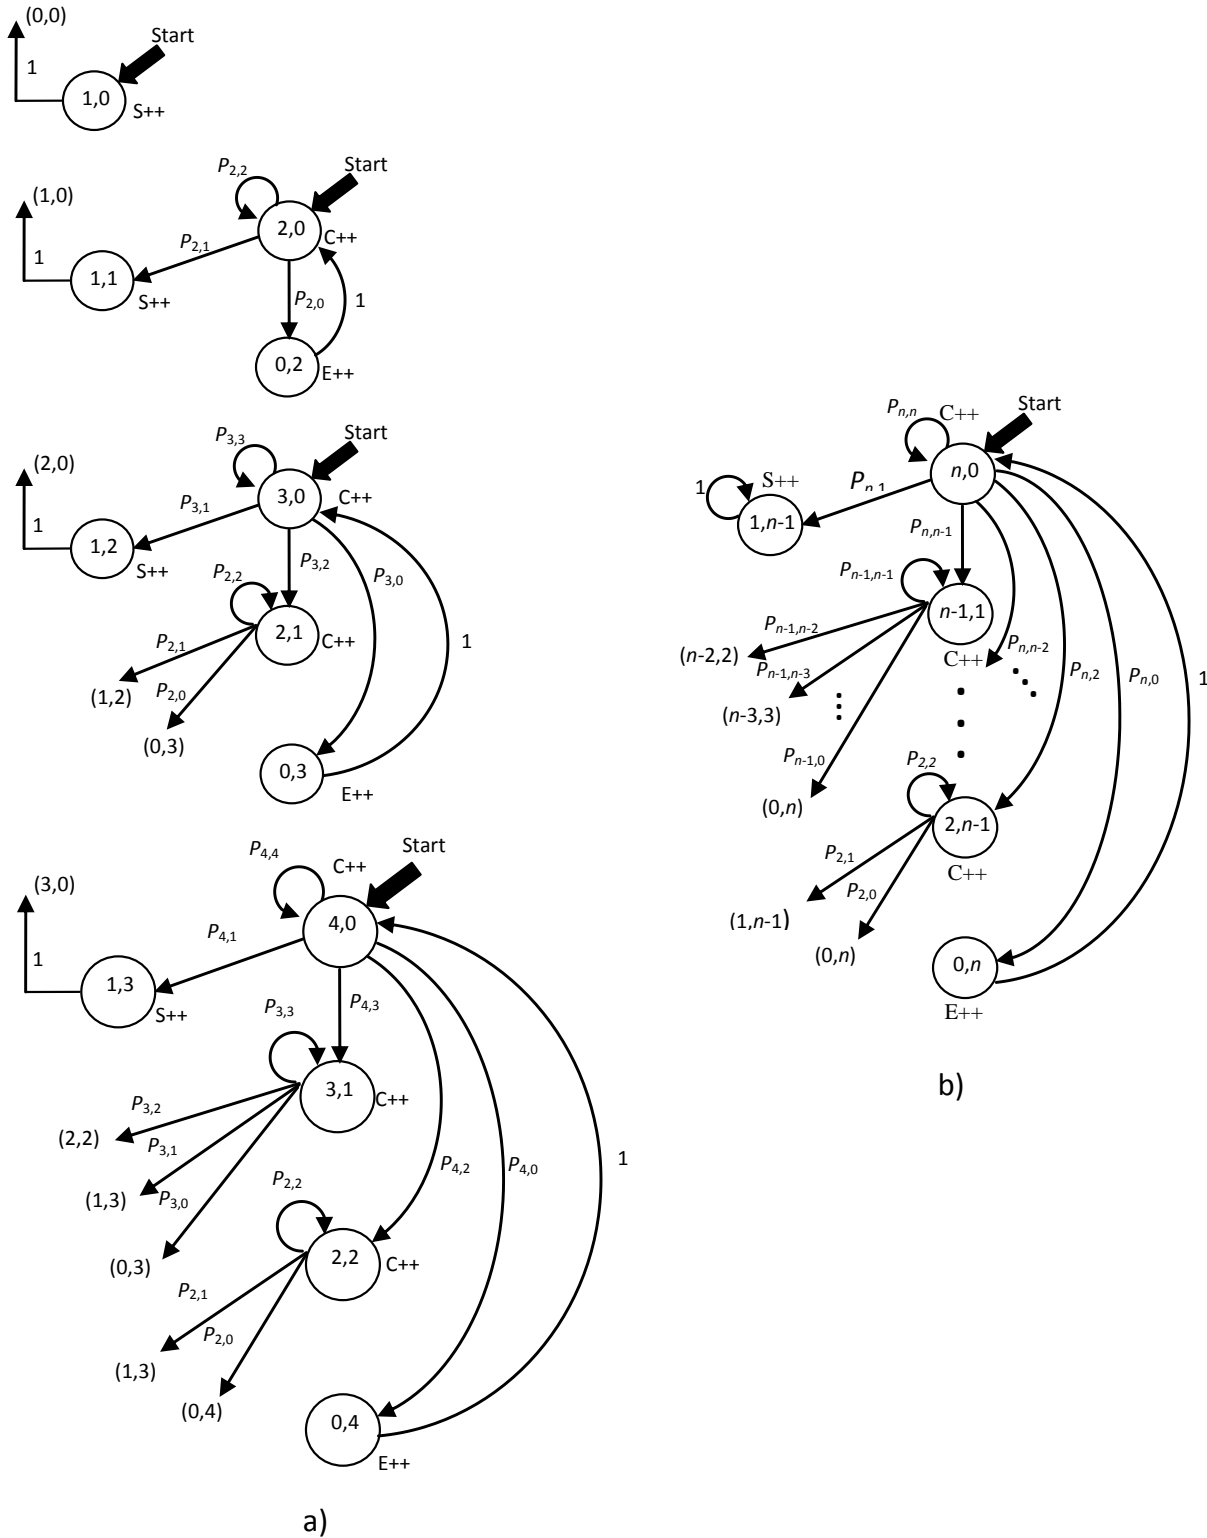 (0,0)
Start
1
1,0
S++
P2,2
Start
(1,0)
2,0
C++
P2,1
1
1,1
S++
P2,0
1
0,2
E++
P3,3
Start
(2,0)
3,0
C++
P3,1
1
1,2
S++
P3,2
P3,0
P2,2
2,1
C++
P2,1
1
(1,2)
P2,0
(0,3)
0,3
E++
P4,4
C++
Start
(3,0)
4,0
P4,1
1
1,3
S++
P4,3
P3,3
3,1
C++
P3,2
(2,2)
P3,1
(1,3)
P3,0
(0,3)
P4,2
P4,0
1
P2,2
2,2
C++
P2,1
P2,0
(1,3)
(0,4)
0,4
E++
a)
Pn,n
C++
Start
n,0
S++
Pn,1
1
1,n-1
Pn,n-1
Pn-1,n-1
n-1,1
C++
Pn-1,n-2
(n-2,2)
Pn-1,n-3
(n-3,3)
Pn,n-2
Pn,2
Pn,0
1
Pn-1,0
(0,n)
P2,2
2,n-1
C++
P2,1
P2,0
(1,n-1)
(0,n)
0,n
E++
b)